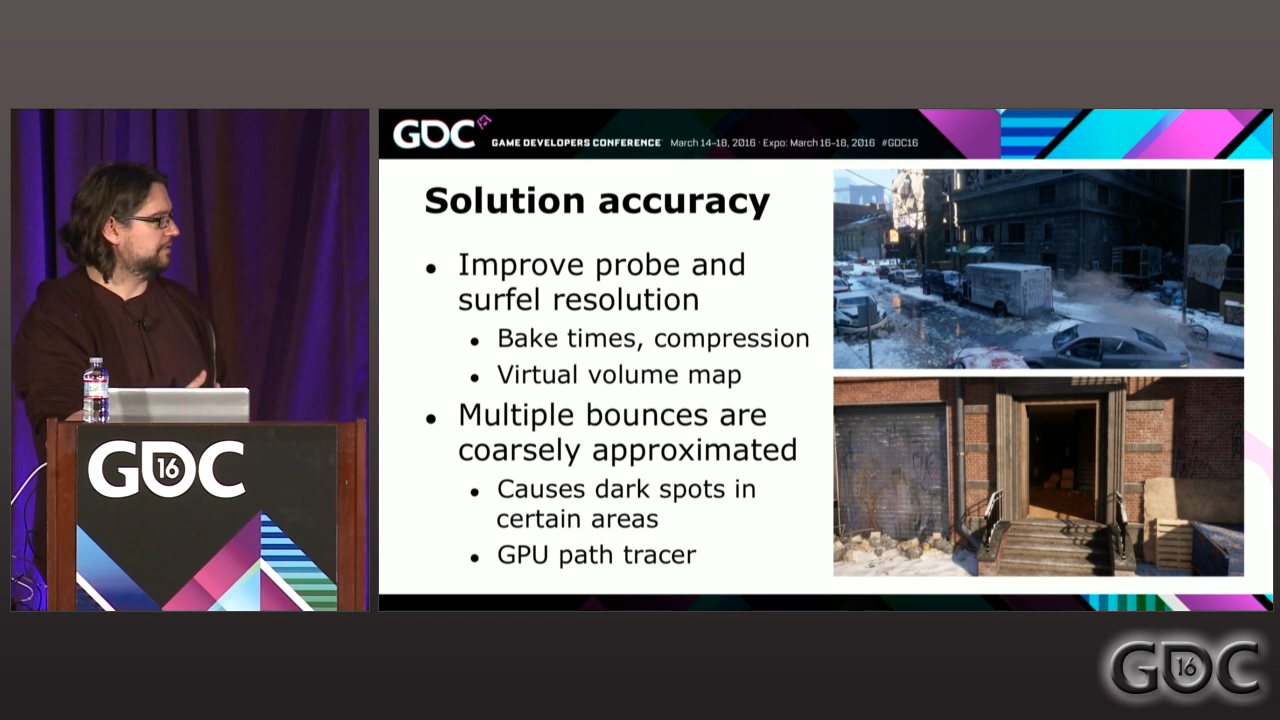 GDC
GAME DEVELOPERS CONFERENCE March 14–18, 2016 · Expo: March 16–18, 2016 #GDC16
Solution accuracy
• Improve probe and
surfel resolution
• Bake times, compression
• Virtual volume map
• Multiple bounces are
coarsely approximated
• Causes dark spots in
certain areas
• GPU path tracer
GDC
16
GDC
16